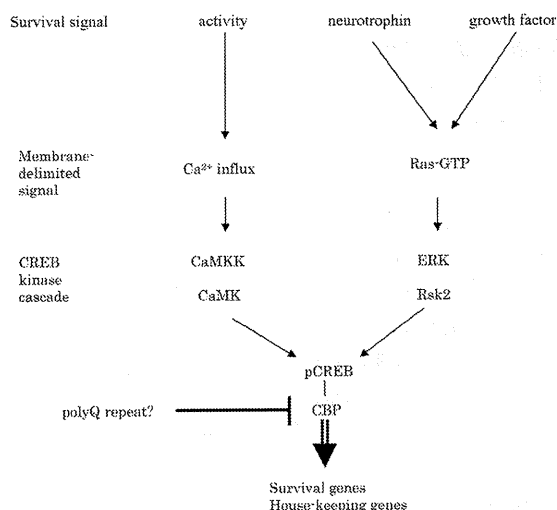 Survival signal activity neurotrophin growth factor
Membrane-
delimited
signal
Ca²⁺ influx Ras-GTP
CREB
kinase
cascade
CaMKK ERK
CaMK Rsk2
pCREB
polyQ repeat? CBP
Survival genes
House-keeping genes